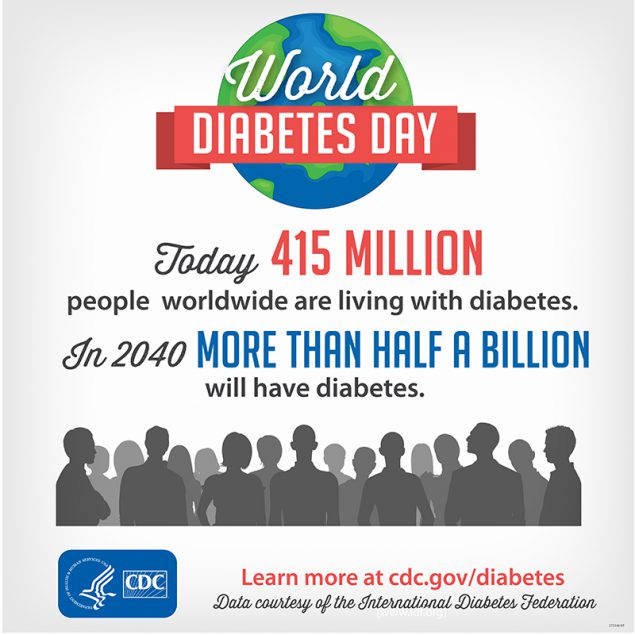 World
DIABETES DAY
Today 415 MILLION
people worldwide are living with diabetes.
In 2040 MORE THAN HALF A BILLION
will have diabetes.
CDC
Learn more at cdc.gov/diabetes
Data courtesy of the International Diabetes Federation